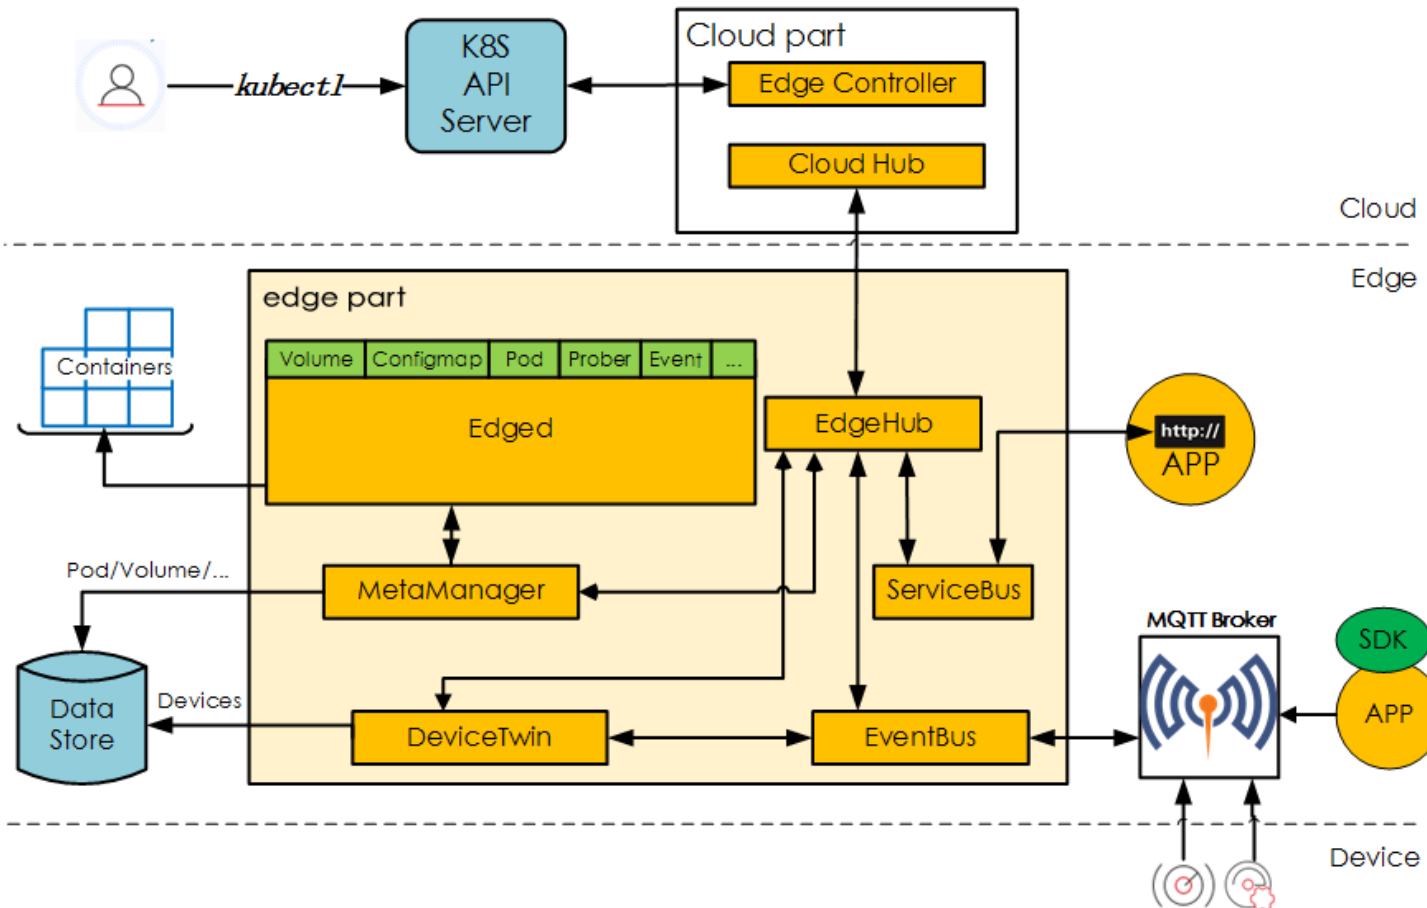 kubectl
K8S
API
Server
Cloud part
Edge Controller
Cloud Hub
Cloud
Edge
edge part
Volume
Configmap
Pod
Prober
Event
...
Edged
EdgeHub
Containers
http://
APP
Pod/Volume/...
MetaManager
ServiceBus
MQTT Broker
SDK
APP
Data
Store
Devices
DeviceTwin
EventBus
Device